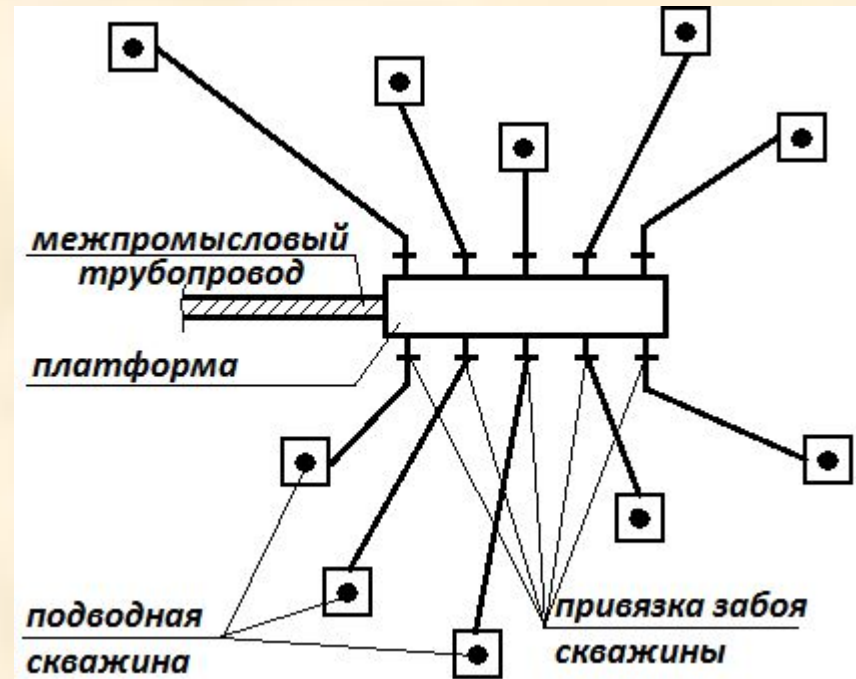 межпромысловый
трубопровод
платформа
подводная
скважина
привязка забоя
скважины